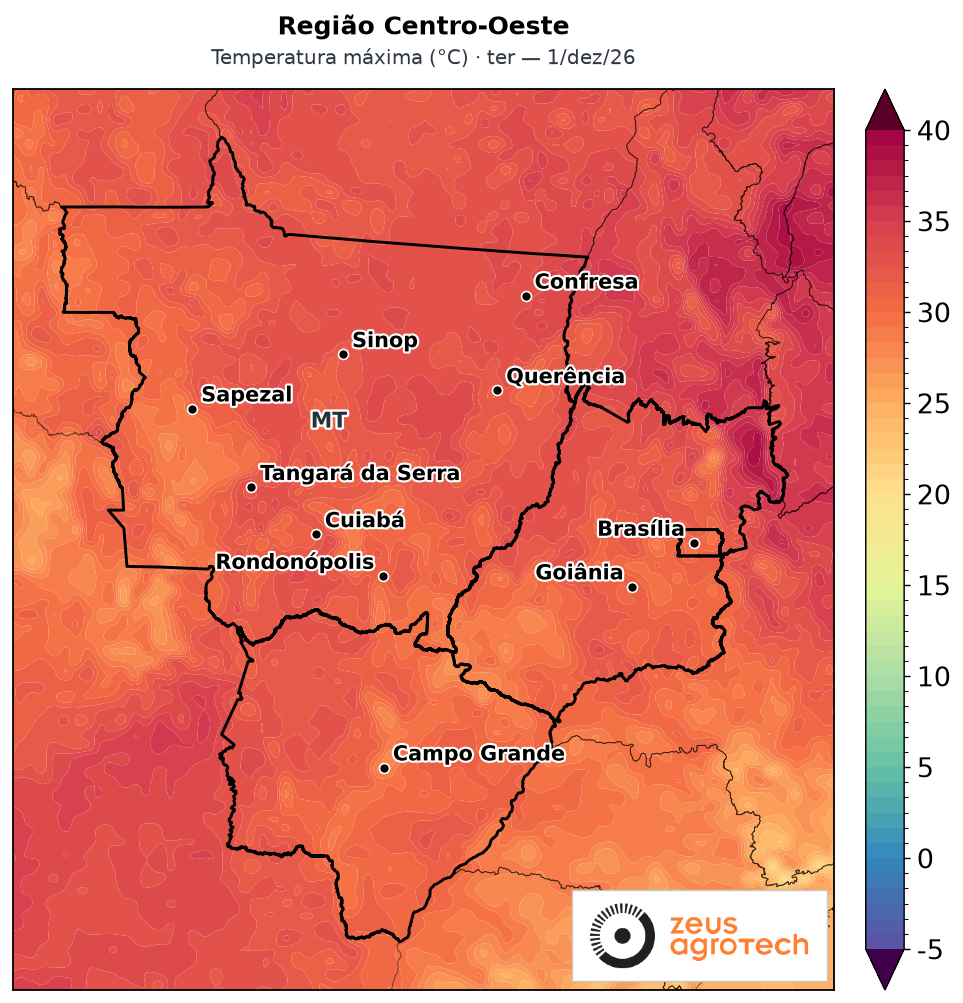 Região Centro-Oeste
Temperatura máxima (°C) · ter — 1/dez/26
40
35
30
25
20
15
10
5
0
-5
Confresa
Sinop
Querência
Sapezal
MT
Tangará da Serra
Cuiabá
Brasília
Rondonópolis
Goiânia
Campo Grande
zeus
agrotech